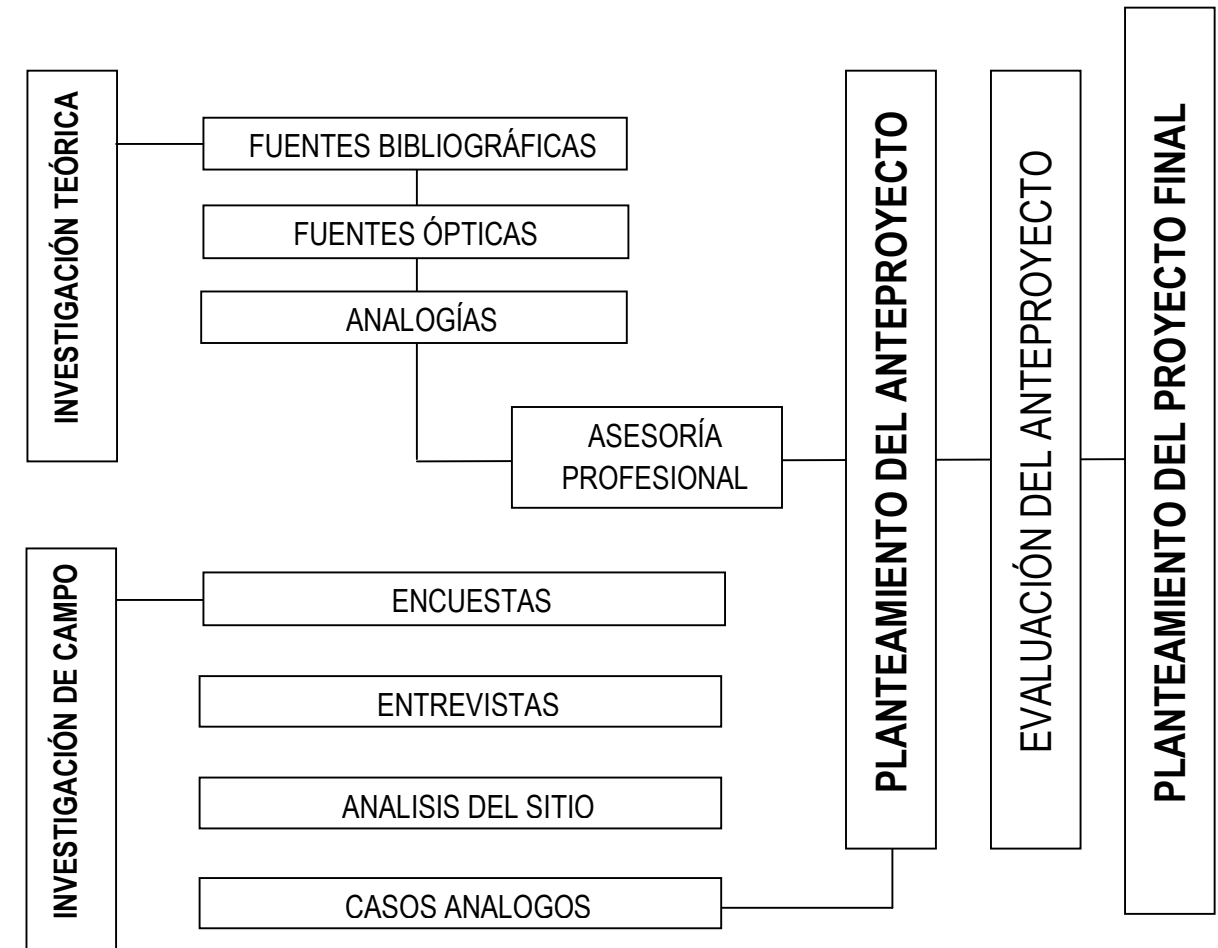 INVESTIGACIÓN TEÓRICA
FUENTES BIBLIOGRÁFICAS
FUENTES ÓPTICAS
ANALOGÍAS
ASESORÍA
PROFESIONAL
INVESTIGACIÓN DE CAMPO
ENCUESTAS
ENTREVISTAS
ANALISIS DEL SITIO
CASOS ANALOGOS
PLANTEAMIENTO DEL ANTEPROYECTO
EVALUACIÓN DEL ANTEPROYECTO
PLANTEAMIENTO DEL PROYECTO FINAL